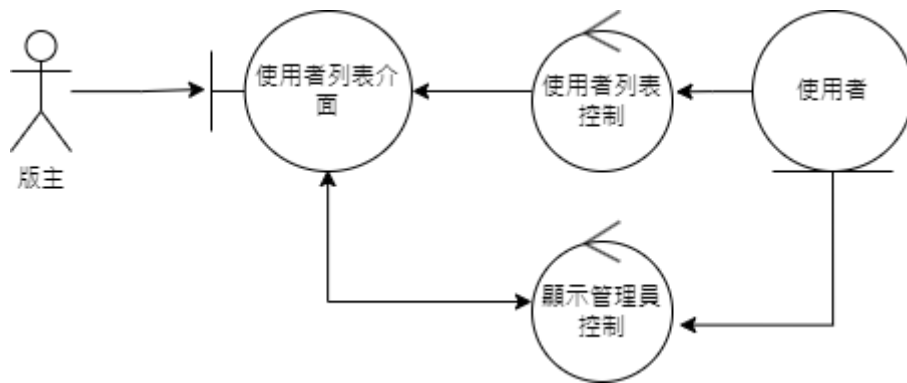 使用者列表介
面
使用者列表
控制
使用者
版主
顯示管理員
控制